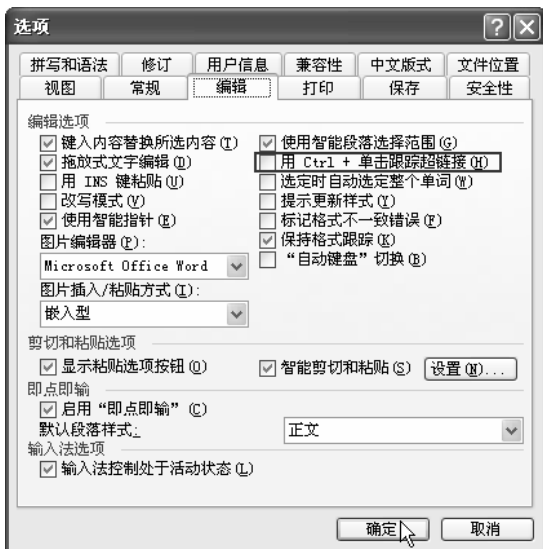 选项
拼写和语法 修订 用户信息 兼容性 中文版式 文件位置
视图 常规 编辑 打印 保存 安全性
编辑选项
键入内容替换所选内容(T) 使用智能段落选择范围(G)
拖放式文字编辑(D) 用 Ctrl + 单击跟踪超链接(H)
用 INS 键粘贴(U) 选定时自动选定整个单词(W)
改写模式(V) 提示更新样式(Y)
使用智能指针(E) 标记格式不一致错误(F)
图片编辑器(P): 保持格式跟踪(K)
Microsoft Office Word “自动键盘”切换(B)
图片插入/粘贴方式(I):
嵌入型
剪切和粘贴选项
显示粘贴选项按钮(O) 智能剪切和粘贴(S) 设置(N)...
即点即输
启用“即点即输”(C)
默认段落样式: 正文
输入法选项
输入法控制处于活动状态(L)
确定 取消